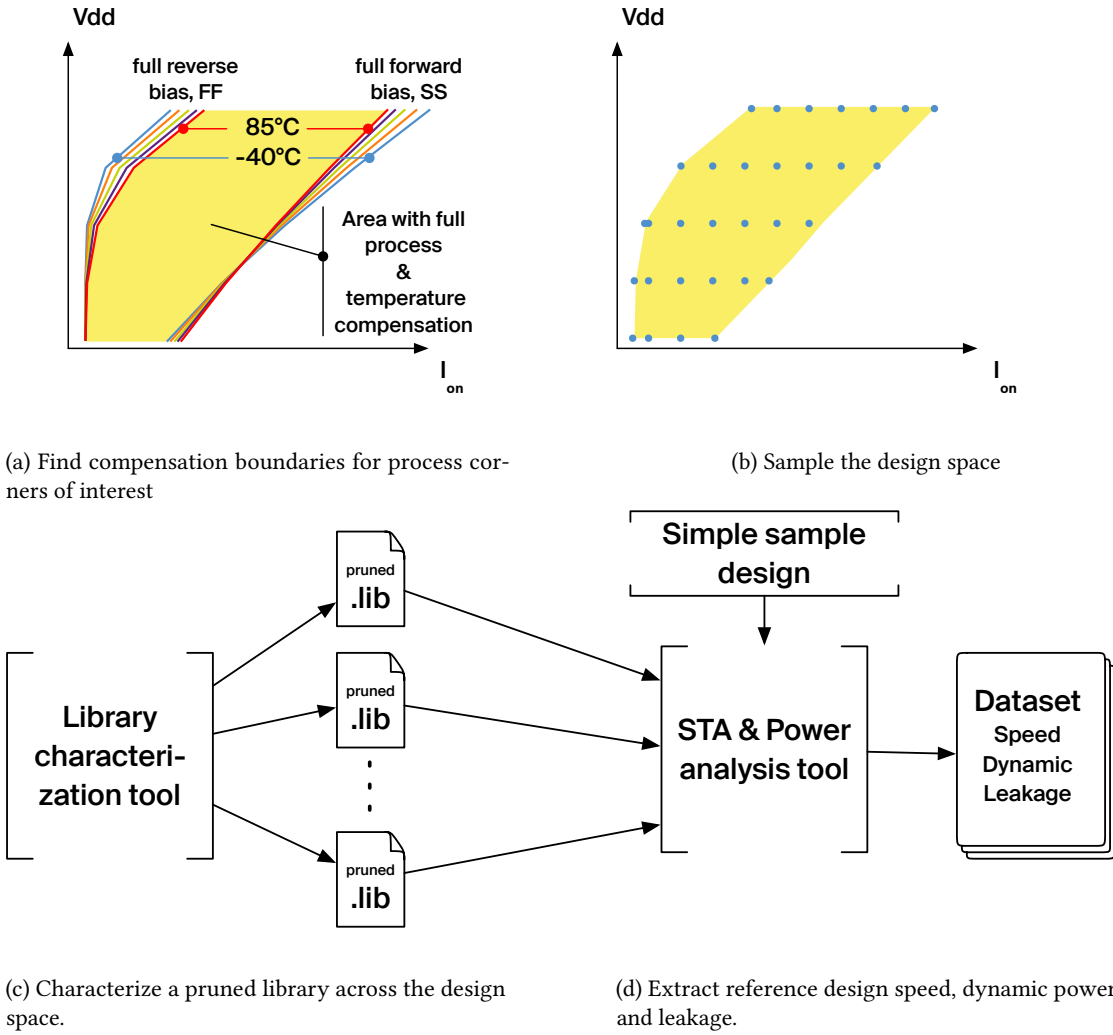 Vdd
full reverse
bias, FF
full forward
bias, SS
85°C
-40°C
Area with full
process
&
temperature
compensation
I
on
(a) Find compensation boundaries for process cor-
ners of interest
Vdd
I
on
(b) Sample the design space
pruned
.lib
pruned
.lib
pruned
.lib
Library
characteri-
zation tool
Simple sample
design
STA & Power
analysis tool
Dataset
Speed
Dynamic
Leakage
(c) Characterize a pruned library across the design
space.
(d) Extract reference design speed, dynamic power
and leakage.